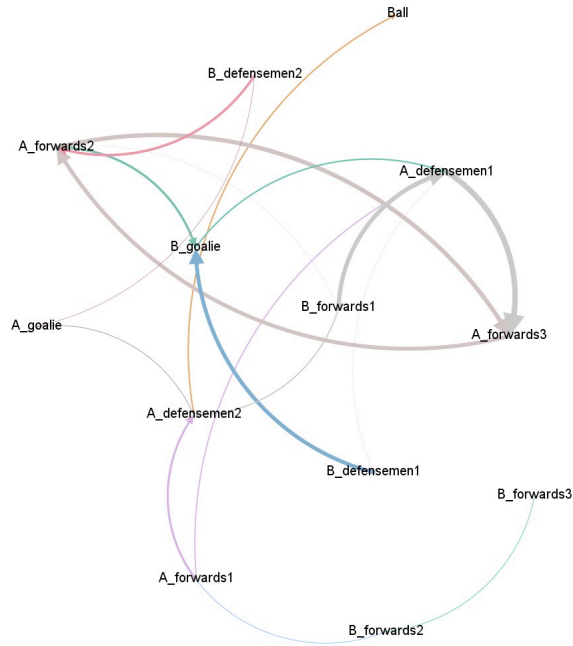 Ball
B_defensemen2
A_forwards2
A_defensemen1
B_goalie
B_forwards1
A_goalie
A_forwards3
A_defensemen2
B_defensemen1
B_forwards3
A_forwards1
B_forwards2